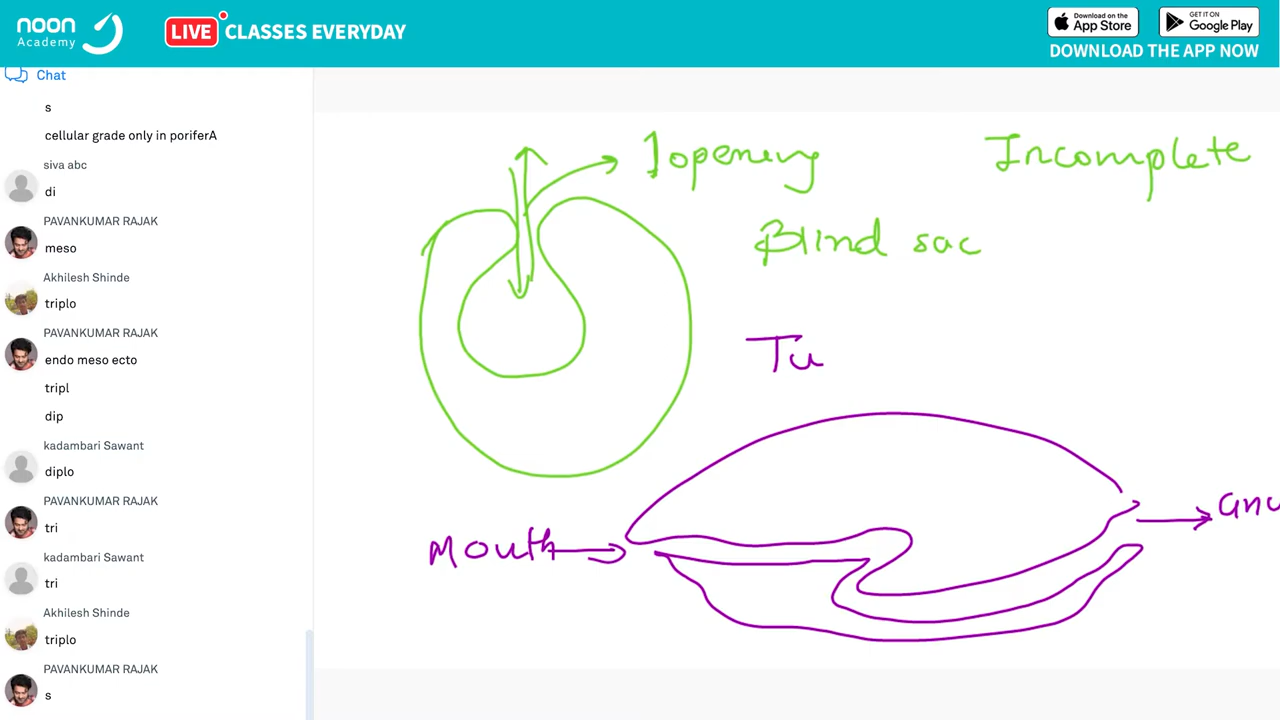 noon
Academy
LIVE CLASSES EVERYDAY
Download on the
App Store
GET IT ON
Google Play
DOWNLOAD THE APP NOW
Chat
s
cellular grade only in poriferA
siva abc
di
PAVANKUMAR RAJAK
meso
Akhilesh Shinde
triplo
PAVANKUMAR RAJAK
endo meso ecto
tripl
dip
kadambari Sawant
diplo
PAVANKUMAR RAJAK
tri
kadambari Sawant
tri
Akhilesh Shinde
triplo
PAVANKUMAR RAJAK
s
1opening
Incomplete
Blind sac
Tu
Mouth
anu